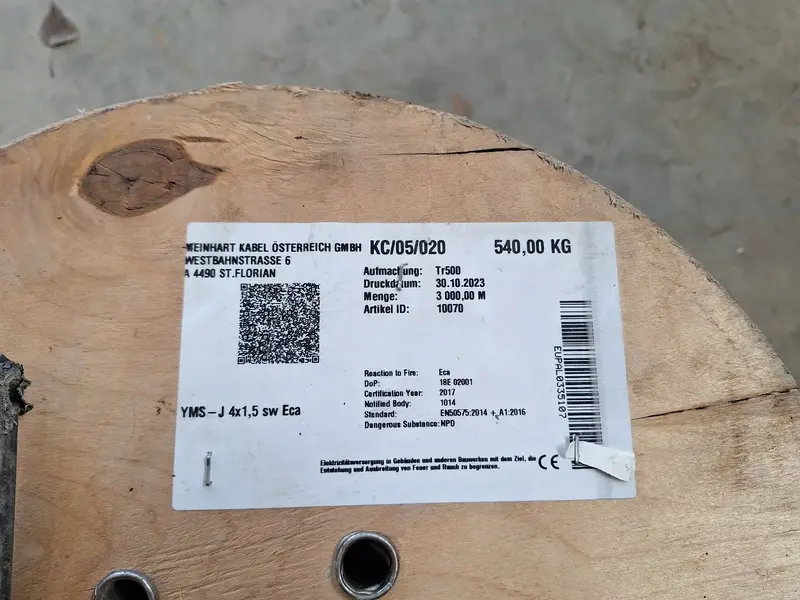 MEINHART KABEL ÖSTERREICH GMBH
WESTBAHNSTRASSE 6
A 4490 ST.FLORIAN
KC/05/020 540,00 KG
Aufmachung: Tr500
Druckdatum: 30.10.2023
Menge: 3 000,00 M
Artikel ID: 10070
Reaction to Fire: Eca
DoP: 18E 02001
Certification Year: 2017
Notified Body: 1014
Standard: EN50575:2014 + A1:2016
Dangerous Substance: NPD
YMS-J 4x1,5 sw Eca
Elektrizitätsversorgung in Gebäuden und anderen Bauwerken mit dem Ziel, die
Entstehung und Ausbreitung von Feuer und Rauch zu begrenzen.
CE
EUPAL0335107